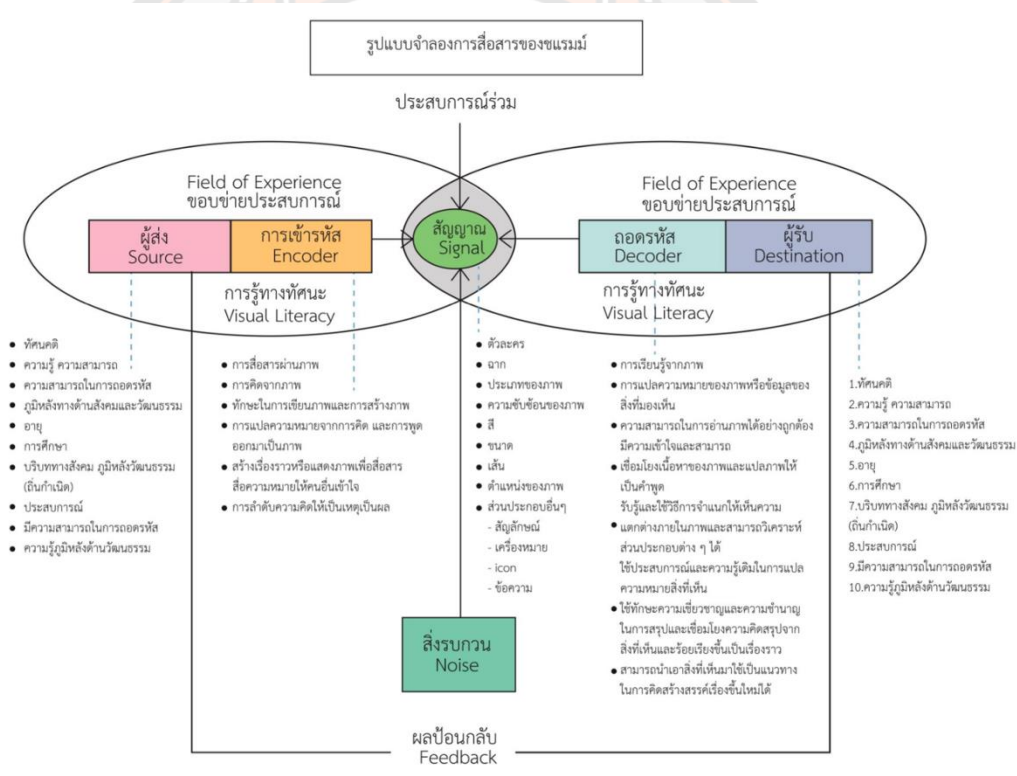 รูปแบบจำลองการสื่อสารของชแรมม์
ประสบการณ์ร่วม
Field of Experience
ขอบข่ายประสบการณ์
ผู้ส่ง
Source
การเข้ารหัส
Encoder
การรู้ทางทัศนะ
Visual Literacy
สัญญาณ
Signal
Field of Experience
ขอบข่ายประสบการณ์
ถอดรหัส
Decoder
ผู้รับ
Destination
การรู้ทางทัศนะ
Visual Literacy
● ทัศนคติ
● ความรู้ ความสามารถ
● ความสามารถในการถอดรหัส
● ภูมิหลังทางด้านสังคมและวัฒนธรรม
● อายุ
● การศึกษา
● บริบททางสังคม ภูมิหลังวัฒนธรรม
(ถิ่นกำเนิด)
● ประสบการณ์
● มีความสามารถในการถอดรหัส
● ความรู้ภูมิหลังด้านวัฒนธรรม
● การสื่อสารผ่านภาพ
● การคิดจากภาพ
● ทักษะในการเขียนภาพและการสร้างภาพ
● การแปลความหมายจากการคิด และการพูด
ออกมาเป็นภาพ
● สร้างเรื่องราวหรือแสดงภาพเพื่อสื่อสาร
สื่อความหมายให้คนอื่นเข้าใจ
● การลำดับความคิดให้เป็นเหตุเป็นผล
● ตัวละคร
● ฉาก
● ประเภทของภาพ
● ความซับซ้อนของภาพ
● สี
● ขนาด
● เส้น
● ตำแหน่งของภาพ
● ส่วนประกอบอื่นๆ
- สัญลักษณ์
- เครื่องหมาย
- icon
- ข้อความ
● การเรียนรู้จากภาพ
● การแปลความหมายของภาพหรือข้อมูลของ
สิ่งที่มองเห็น
● ความสามารถในการอ่านภาพได้อย่างถูกต้อง
มีความเข้าใจและสามารถ
● เชื่อมโยงเนื้อหาของภาพและแปลภาพให้
เป็นคำพูด
รับรู้และใช้วิธีการจำแนกให้เห็นความ
● แตกต่างภายในภาพและสามารถวิเคราะห์
ส่วนประกอบต่าง ๆ ได้
ใช้ประสบการณ์และความรู้เดิมในการแปล
ความหมายสิ่งที่เห็น
● ใช้ทักษะความเชี่ยวชาญและความชำนาญ
ในการสรุปและเชื่อมโยงความคิดสรุปจาก
สิ่งที่เห็นและร้อยเรียงขึ้นเป็นเรื่องราว
● สามารถนำเอาสิ่งที่เห็นมาใช้เป็นแนวทาง
ในการคิดสร้างสรรค์เรื่องขึ้นใหม่ได้
1.ทัศนคติ
2.ความรู้ ความสามารถ
3.ความสามารถในการถอดรหัส
4.ภูมิหลังทางด้านสังคมและวัฒนธรรม
5.อายุ
6.การศึกษา
7.บริบททางสังคม ภูมิหลังวัฒนธรรม
(ถิ่นกำเนิด)
8.ประสบการณ์
9.มีความสามารถในการถอดรหัส
10.ความรู้ภูมิหลังด้านวัฒนธรรม
สิ่งรบกวน
Noise
ผลป้อนกลับ
Feedback